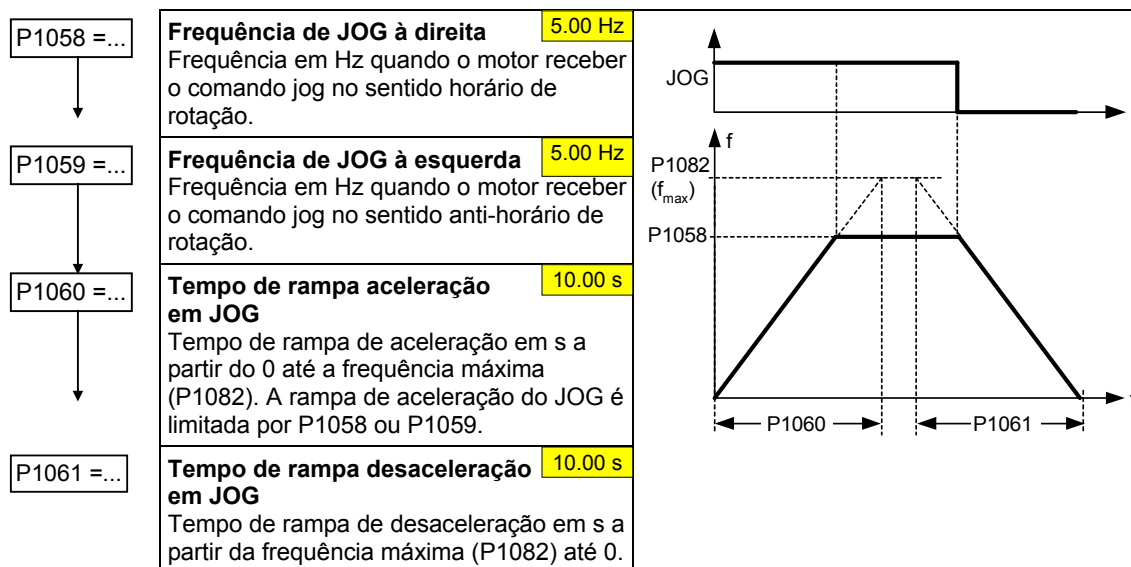 P1058 =...
Frequência de JOG à direita
5.00 Hz
Frequência em Hz quando o motor receber
o comando jog no sentido horário de
rotação.
P1059 =...
Frequência de JOG à esquerda
5.00 Hz
Frequência em Hz quando o motor receber
o comando jog no sentido anti-horário de
rotação.
P1060 =...
Tempo de rampa aceleração
10.00 s
em JOG
Tempo de rampa de aceleração em s a
partir do 0 até a frequência máxima
(P1082). A rampa de aceleração do JOG é
limitada por P1058 ou P1059.
P1061 =...
Tempo de rampa desaceleração
10.00 s
em JOG
Tempo de rampa de desaceleração em s a
partir da frequência máxima (P1082) até 0.
JOG
f
P1082
(fmax)
P1058
P1060
P1061